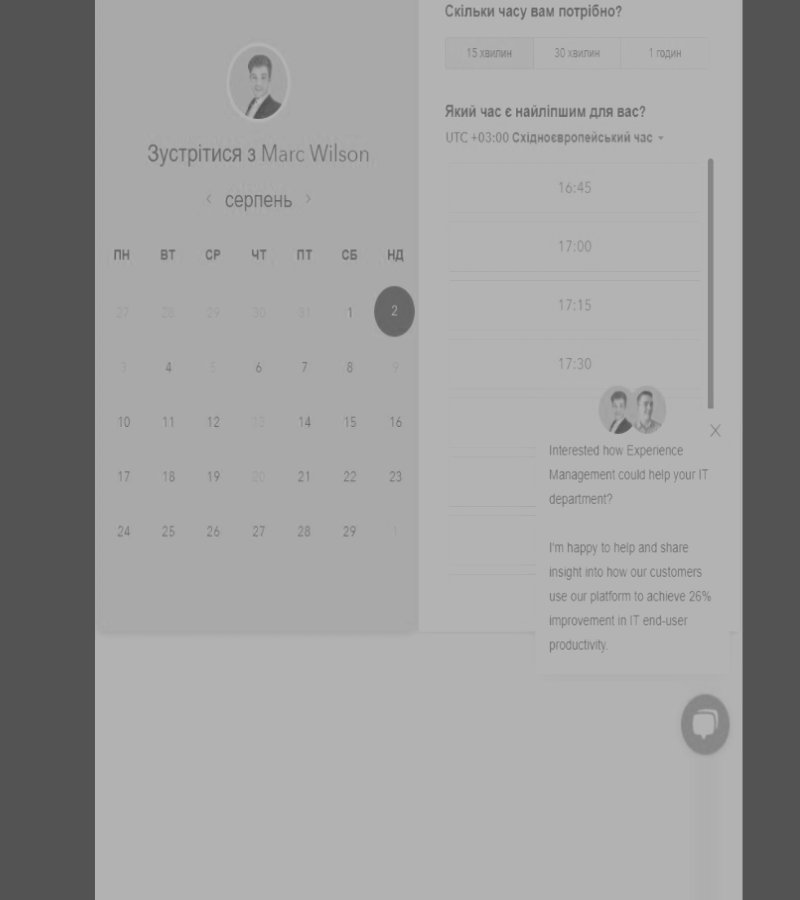 Зустрітися з Marc Wilson
серпень
ПН ВТ СР ЧТ ПТ СБ НД
27 28 29 30 31 1 2
3 4 5 6 7 8 9
10 11 12 13 14 15 16
17 18 19 20 21 22 23
24 25 26 27 28 29 1
Скільки часу вам потрібно?
15 хвилин 30 хвилин 1 годин
Який час є найліпшим для вас?
UTC +03:00 Східноєвропейський час
16:45
17:00
17:15
17:30
Interested how Experience
Management could help your IT
department?
I'm happy to help and share
insight into how our customers
use our platform to achieve 26%
improvement in IT end-user
productivity.